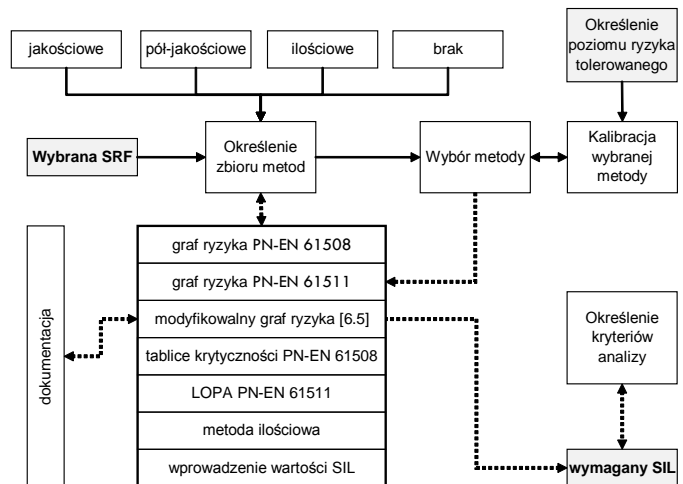 jakościowe
pół-jakościowe
ilościowe
brak
Określenie
poziomu ryzyka
tolerowanego
Wybrana SRF
Określenie
zbioru metod
Wybór metody
Kalibracja
wybranej
metody
dokumentacja
graf ryzyka PN-EN 61508
graf ryzyka PN-EN 61511
modyfikowalny graf ryzyka [6.5]
tablice krytyczności PN-EN 61508
LOPA PN-EN 61511
metoda ilościowa
wprowadzenie wartości SIL
Określenie
kryteriów
analizy
wymagany SIL